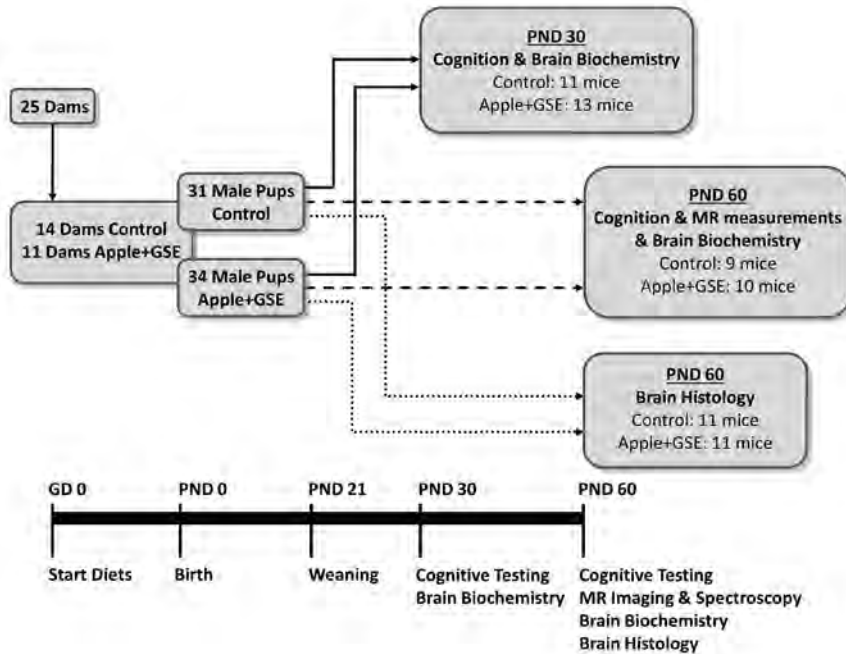 25 Dams
14 Dams Control
11 Dams Apple+GSE
31 Male Pups
Control
34 Male Pups
Apple+GSE
PND 30
Cognition & Brain Biochemistry
Control: 11 mice
Apple+GSE: 13 mice
PND 60
Cognition & MR measurements
& Brain Biochemistry
Control: 9 mice
Apple+GSE: 10 mice
PND 60
Brain Histology
Control: 11 mice
Apple+GSE: 11 mice
GD 0
PND 0
PND 21
PND 30
PND 60
Start Diets
Birth
Weaning
Cognitive Testing
Brain Biochemistry
Cognitive Testing
MR Imaging & Spectroscopy
Brain Biochemistry
Brain Histology